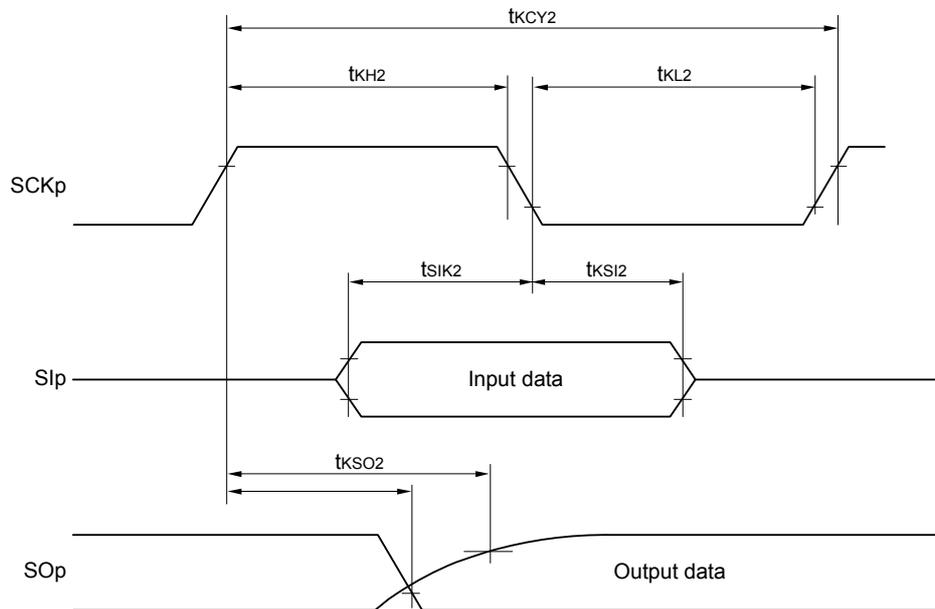 tKCY2
tKH2
tKL2
SCKp
tSIK2
tKSI2
SIp
Input data
tKSO2
SOp
Output data